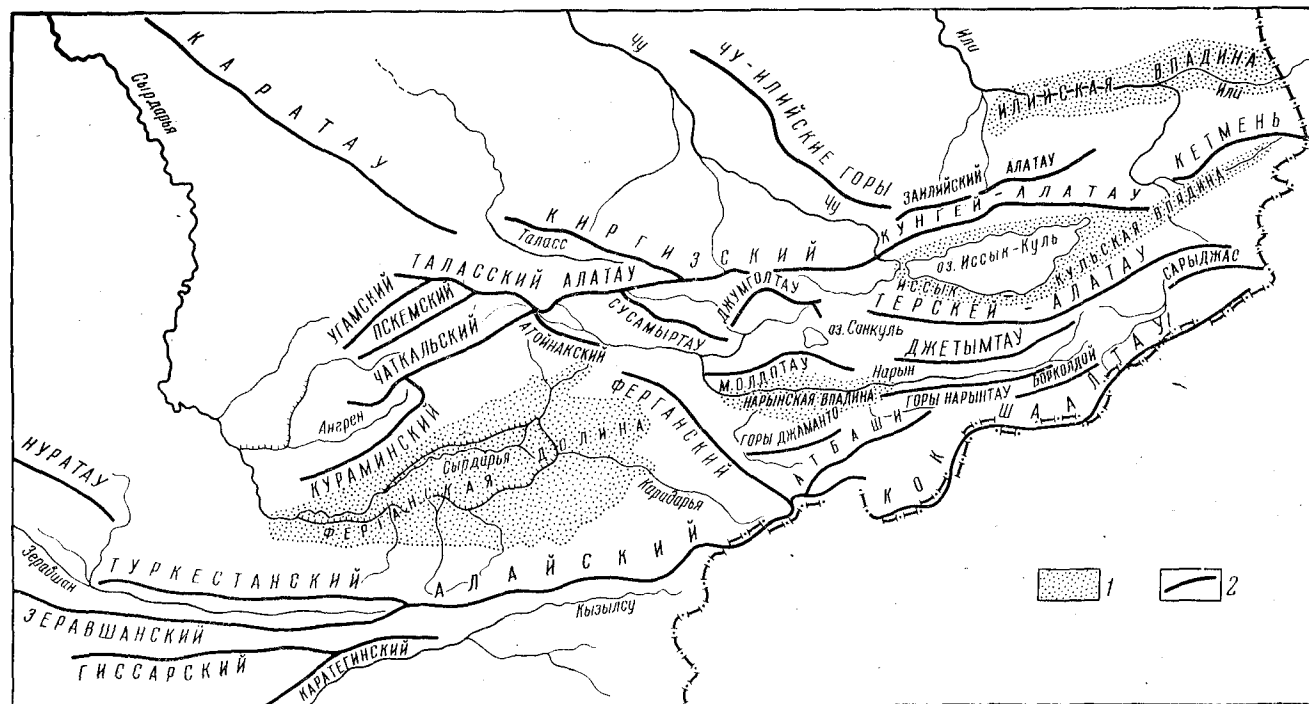 КАРАТАУ
Сырдарья
Чу
ЧУ-ИЛИЙСКИЕ ГОРЫ
Или
ИЛИЙСКАЯ ВПАДИНА
Или
КЕТМЕНЬ
ЗАИЛИЙСКИЙ АЛАТАУ
КУНГЕЙ-АЛАТАУ
Чу
КИРГИЗСКИЙ
Таласс
ТАЛАССКИЙ АЛАТАУ
оз. Иссык-Куль
ИССЫК-КУЛЬСКАЯ ВПАДИНА
ТЕРСКЕЙ-АЛАТАУ
САРЫДЖАС
УГАМСКИЙ
ПСКЕМСКИЙ
ЧАТКАЛЬСКИЙ
АТОЙНАКСКИЙ
СУСАМЫРТАУ
ДЖУМГОЛТАУ
оз. Сонкуль
ДЖЕТЫМТАУ
М.ОЛДОТАУ
Нарын
НАРЫНСКАЯ ВПАДИНА
ГОРЫ НАРЫНТАУ
БОРКОЛДОЙ
ГОРЫ ДЖАМАНТО
АТБАШИ
КОКШААЛТАУ
ФЕРГАНСКИЙ
Ангрен
КУРАМИНСКИЙ
Сырдарья
ФЕРГАНСКАЯ ДОЛИНА
Карадарья
НУРАТАУ
Зеравшан
ТУРКЕСТАНСКИЙ
АЛАЙСКИЙ
Кызылсу
ЗЕРАВШАНСКИЙ
ГИССАРСКИЙ
КАРАТЕГИНСКИЙ
1
2